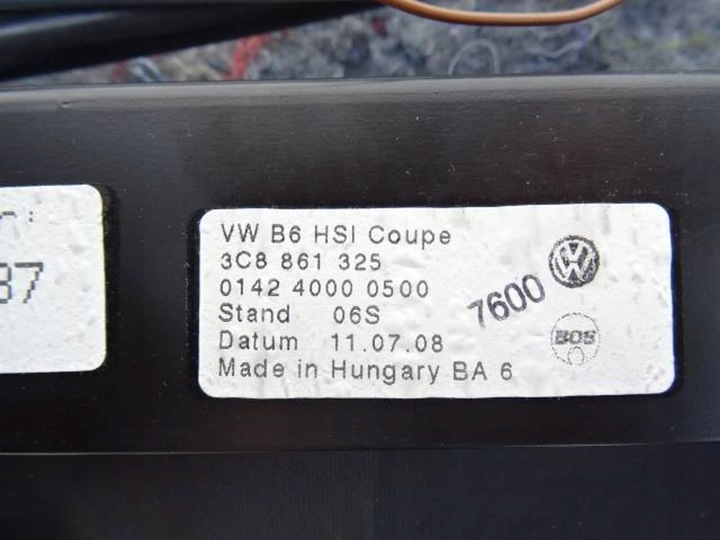 37
VW B6 HSI Coupe
3C8 861 325
0142 4000 0500
Stand 06S
Datum 11.07.08
Made in Hungary BA 6
7600
BOS